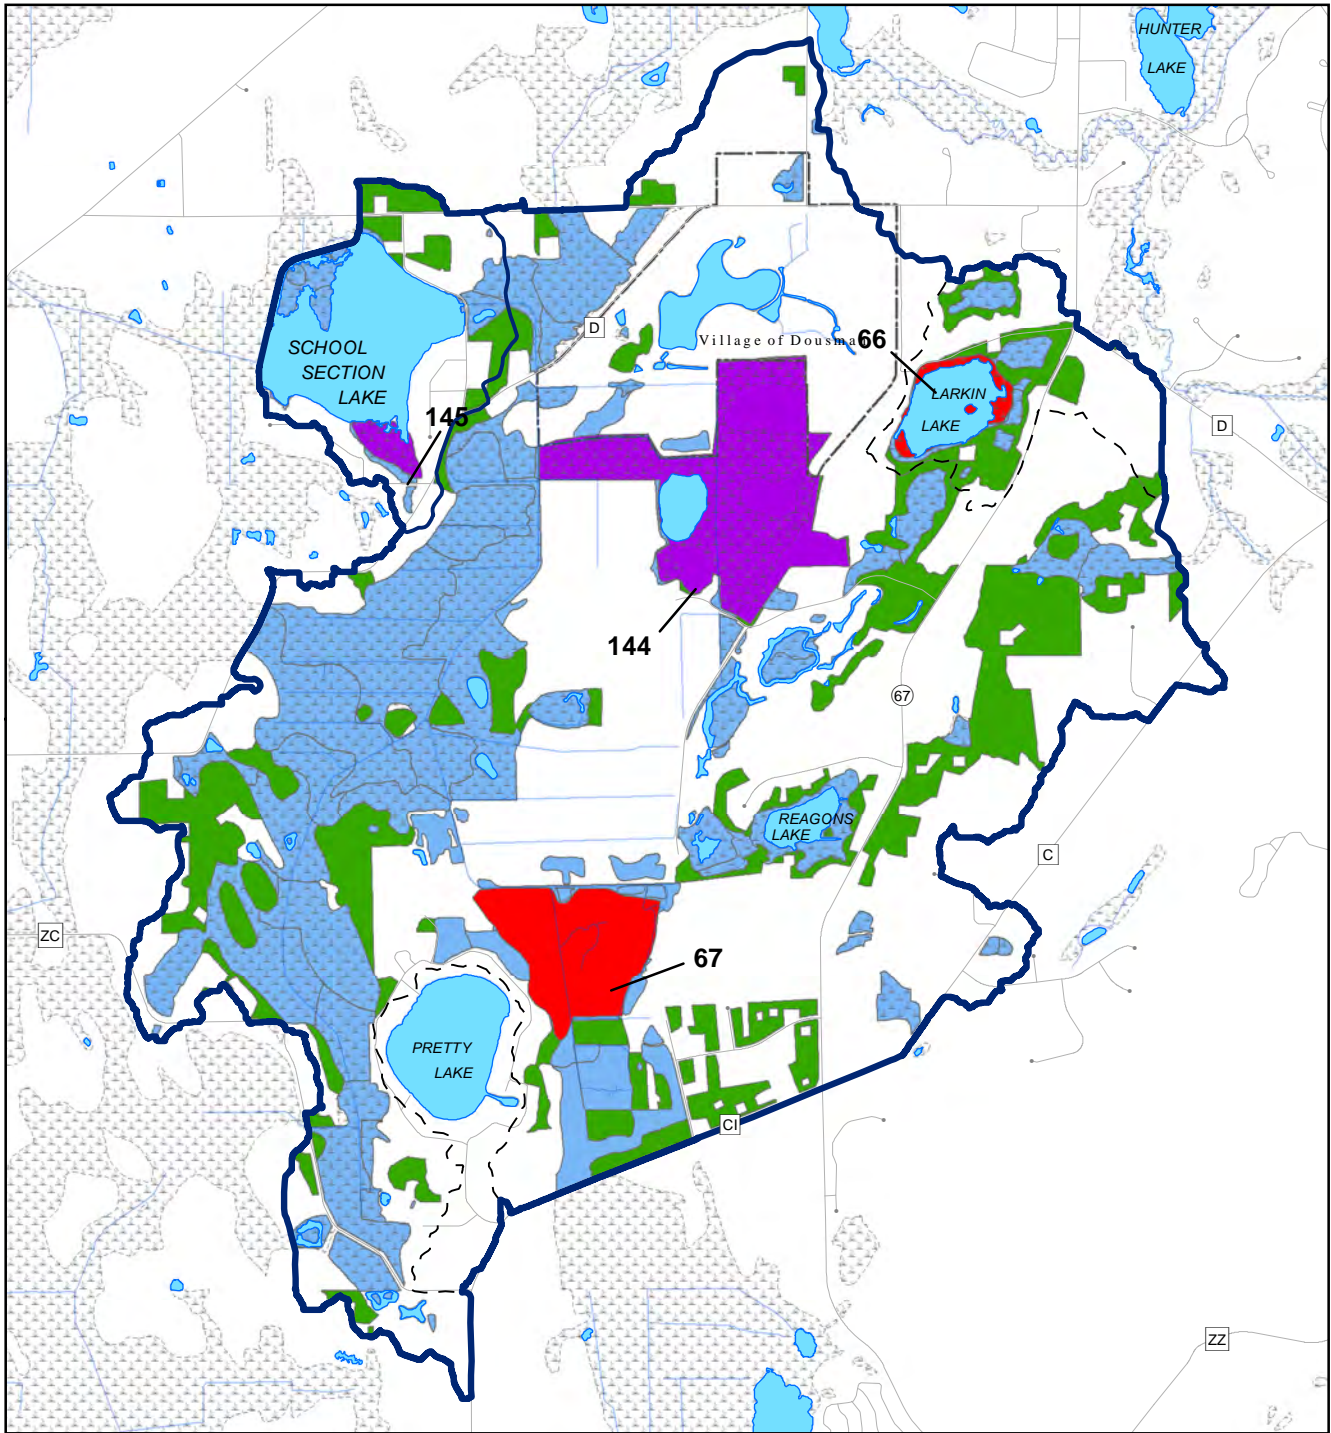 HUNTER
LAKE
D
Village of Dousma
66
SCHOOL
SECTION
LAKE
LARKIN
LAKE
145
D
144
67
REAGONS
LAKE
C
ZC
67
PRETTY
LAKE
CI
ZZ